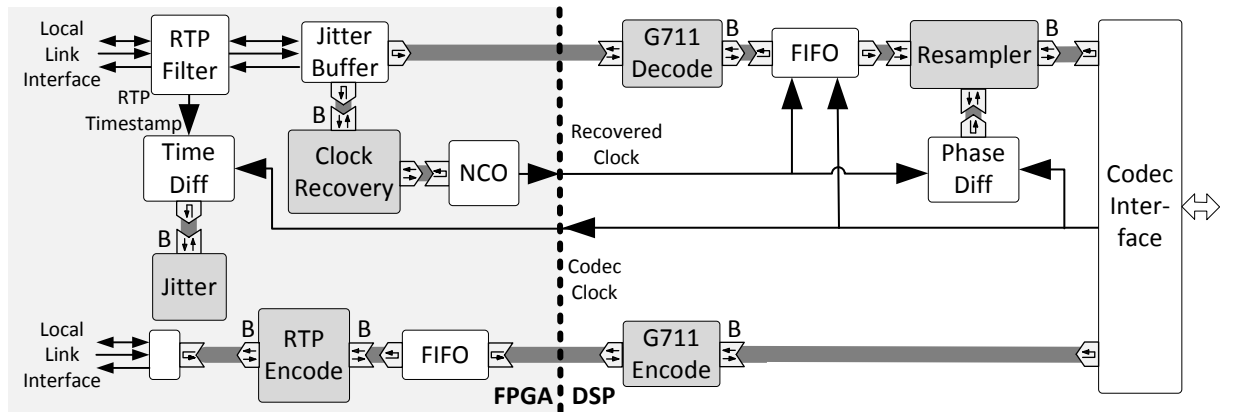 Local
Link
Interface
RTP
Filter
Jitter
Buffer
G711
Decode
B
FIFO
Resampler
B
RTP
Timestamp
B
Time
Diff
Clock
Recovery
NCO
Recovered
Clock
Phase
Diff
Codec
Inter-
face
B
Jitter
Codec
Clock
Local
Link
Interface
B
RTP
Encode
B
FIFO
G711
Encode
B
FPGA
DSP